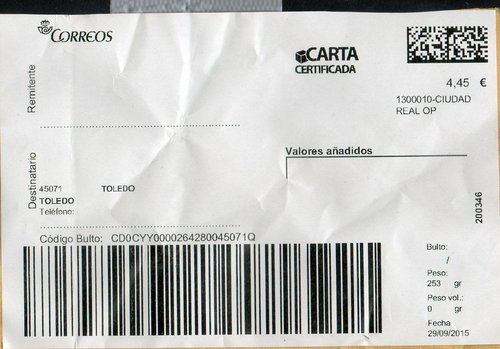 CORREOS
CARTA
CERTIFICADA
4,45 €
1300010-CIUDAD
REAL OP
Remitente
Valores añadidos
Destinatario
45071 TOLEDO
TOLEDO
Teléfono:
200346
Código Bulto: CD0CYY0000264280045071Q
Bulto:
/
Peso:
253 gr
Peso vol.:
0 gr
Fecha
29/09/2015